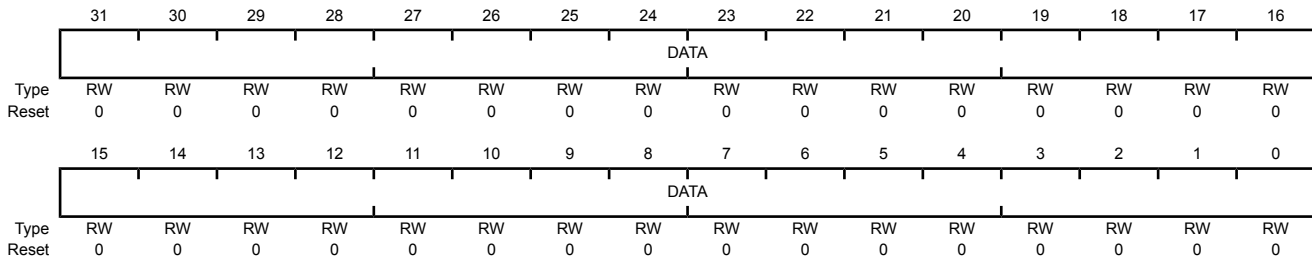 31 30 29 28 27 26 25 24 23 22 21 20 19 18 17 16
DATA
Type RW RW RW RW RW RW RW RW RW RW RW RW RW RW RW RW
Reset 0 0 0 0 0 0 0 0 0 0 0 0 0 0 0 0
15 14 13 12 11 10 9 8 7 6 5 4 3 2 1 0
DATA
Type RW RW RW RW RW RW RW RW RW RW RW RW RW RW RW RW
Reset 0 0 0 0 0 0 0 0 0 0 0 0 0 0 0 0